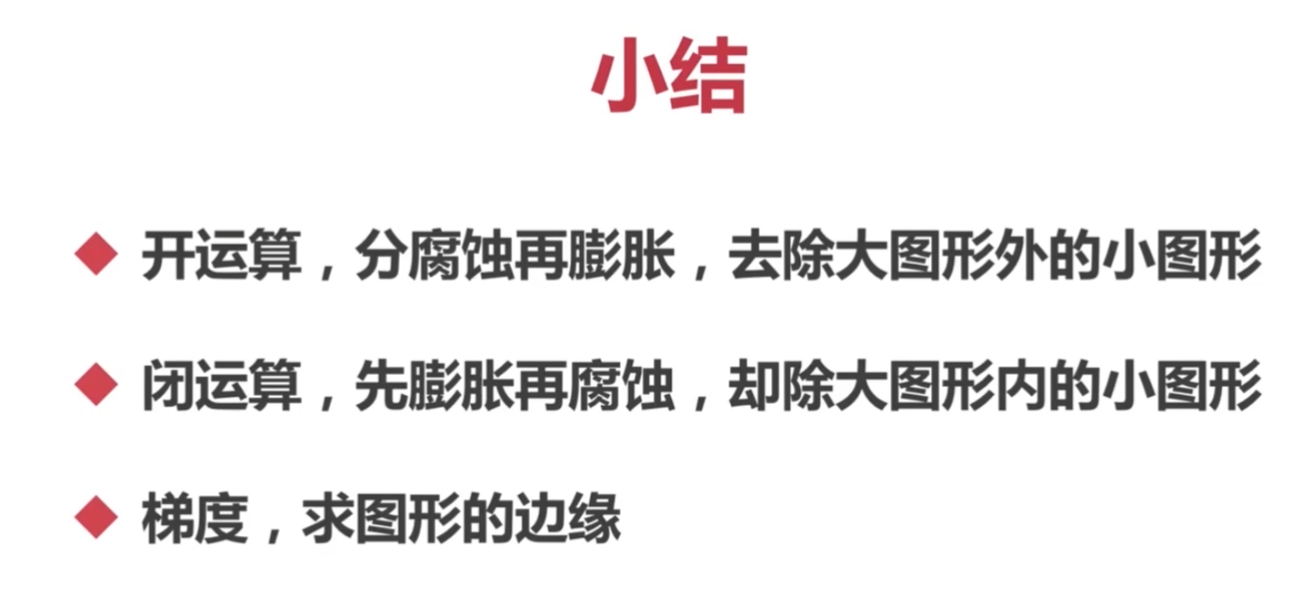 小结
开运算，分腐蚀再膨胀，去除大图形外的小图形
闭运算，先膨胀再腐蚀，却除大图形内的小图形
梯度，求图形的边缘